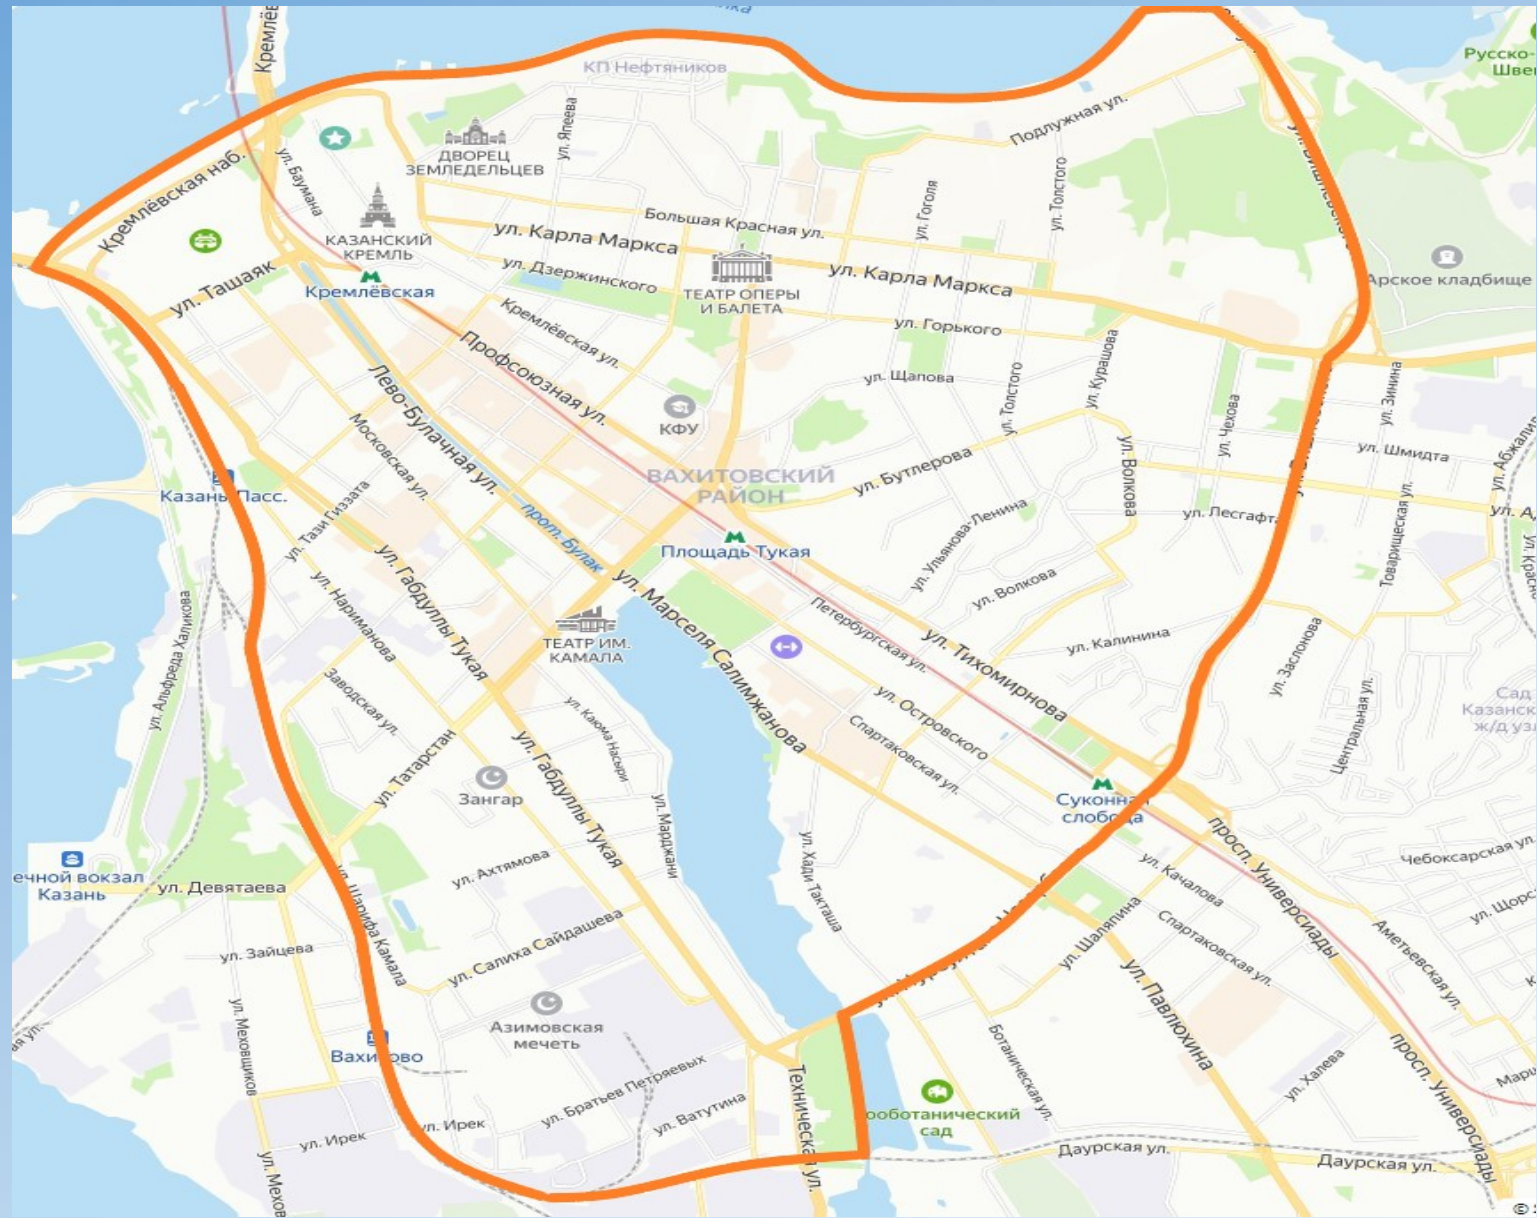 Русско-
КП Нефтяников
Подлужная ул.
ул. Япеева
ДВОРЕЦ
ЗЕМЛЕДЕЛЬЦЕВ
ул. Баумана
Кремлёвская наб.
ул. Гоголя
ул. Толстого
Большая Красная ул.
КАЗАНСКИЙ
КРЕМЛЬ
ул. Карла Маркса
ул. Карла Маркса
Арское кладбище
ул. Ташаяк
Кремлёвская
ул. Дзержинского
ТЕАТР ОПЕРЫ
И БАЛЕТА
Кремлёвская ул.
ул. Горького
Профсоюзная ул.
ул. Щапова
ул. Толстого
ул. Курашова
ул. Чехова
ул. Зинина
Лево-Булачная ул.
Московская ул.
КФУ
ул. Шмидта
ул. Волкова
ВАХИТОВСКИЙ
РАЙОН
ул. Бутлерова
Казань Пасс.
ул. Тази Гиззата
прот. Булак
ул. Ульянова-Ленина
Товарищеская ул.
Площадь Тукая
ул. Габдуллы Тукая
ул. Нариманова
ул. Марселя Салимжанова
Петербургская ул.
ул. Волкова
ул. Альфреда Халикова
ТЕАТР ИМ.
КАМАЛА
ул. Тихомирнова
ул. Калинина
ул. Заслонова
Заводская ул.
ул. Каюма Насыри
ул. Островского
Спартаковская ул.
Центральная ул.
Сад
ул. Татарстан
ул. Габдуллы Тукая
Зангар
Суконная
слобода
ул. Марджани
ул. Хади Такташа
просп. Универсиады
Чебоксарская ул.
Казань
ул. Девятаева
ул. Ахтямова
ул. Качалова
ул. Шарифа Камала
ул. Салиха Сайдашева
ул. Шаляпина
Спартаковская ул.
Аметьевская ул.
ул. Зайцева
ул. Павлюхина
Азимовская
мечеть
ул. Меховщиков
Вахитово
Ботаническая ул.
ул. Халева
просп. Универсиады
Техническая ул.
ул. Братьев Петряевых
ул. Ватутина
сад
ул. Ирек
ул. Ирек
Даурская ул.
Даурская ул.